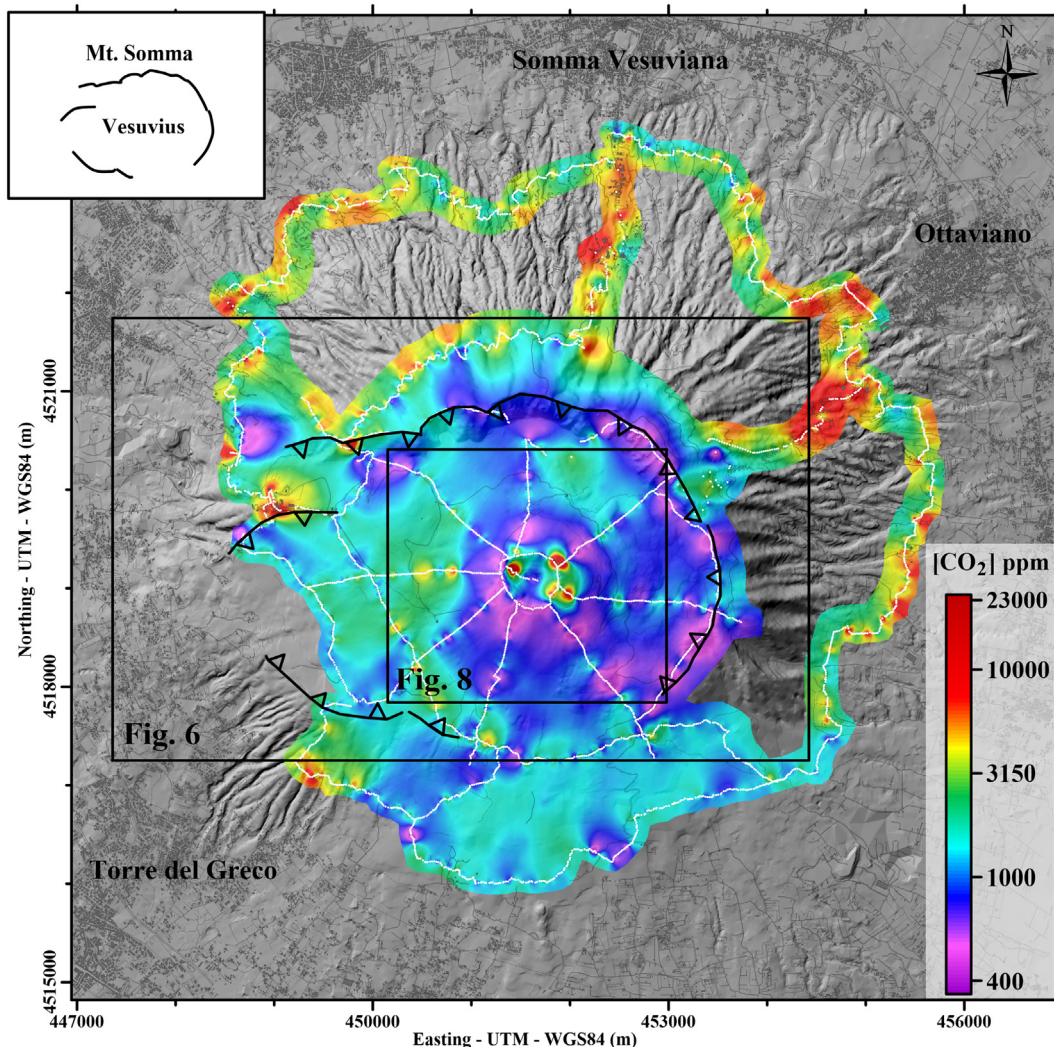 Mt. Somma
Vesuvius
Somma Vesuviana
N
Ottaviano
Torre del Greco
Fig. 6
Fig. 8
[CO₂] ppm
23000
10000
3150
1000
400
4521000
4518000
4515000
Northing - UTM - WGS84 (m)
447000
450000
453000
456000
Easting - UTM - WGS84 (m)